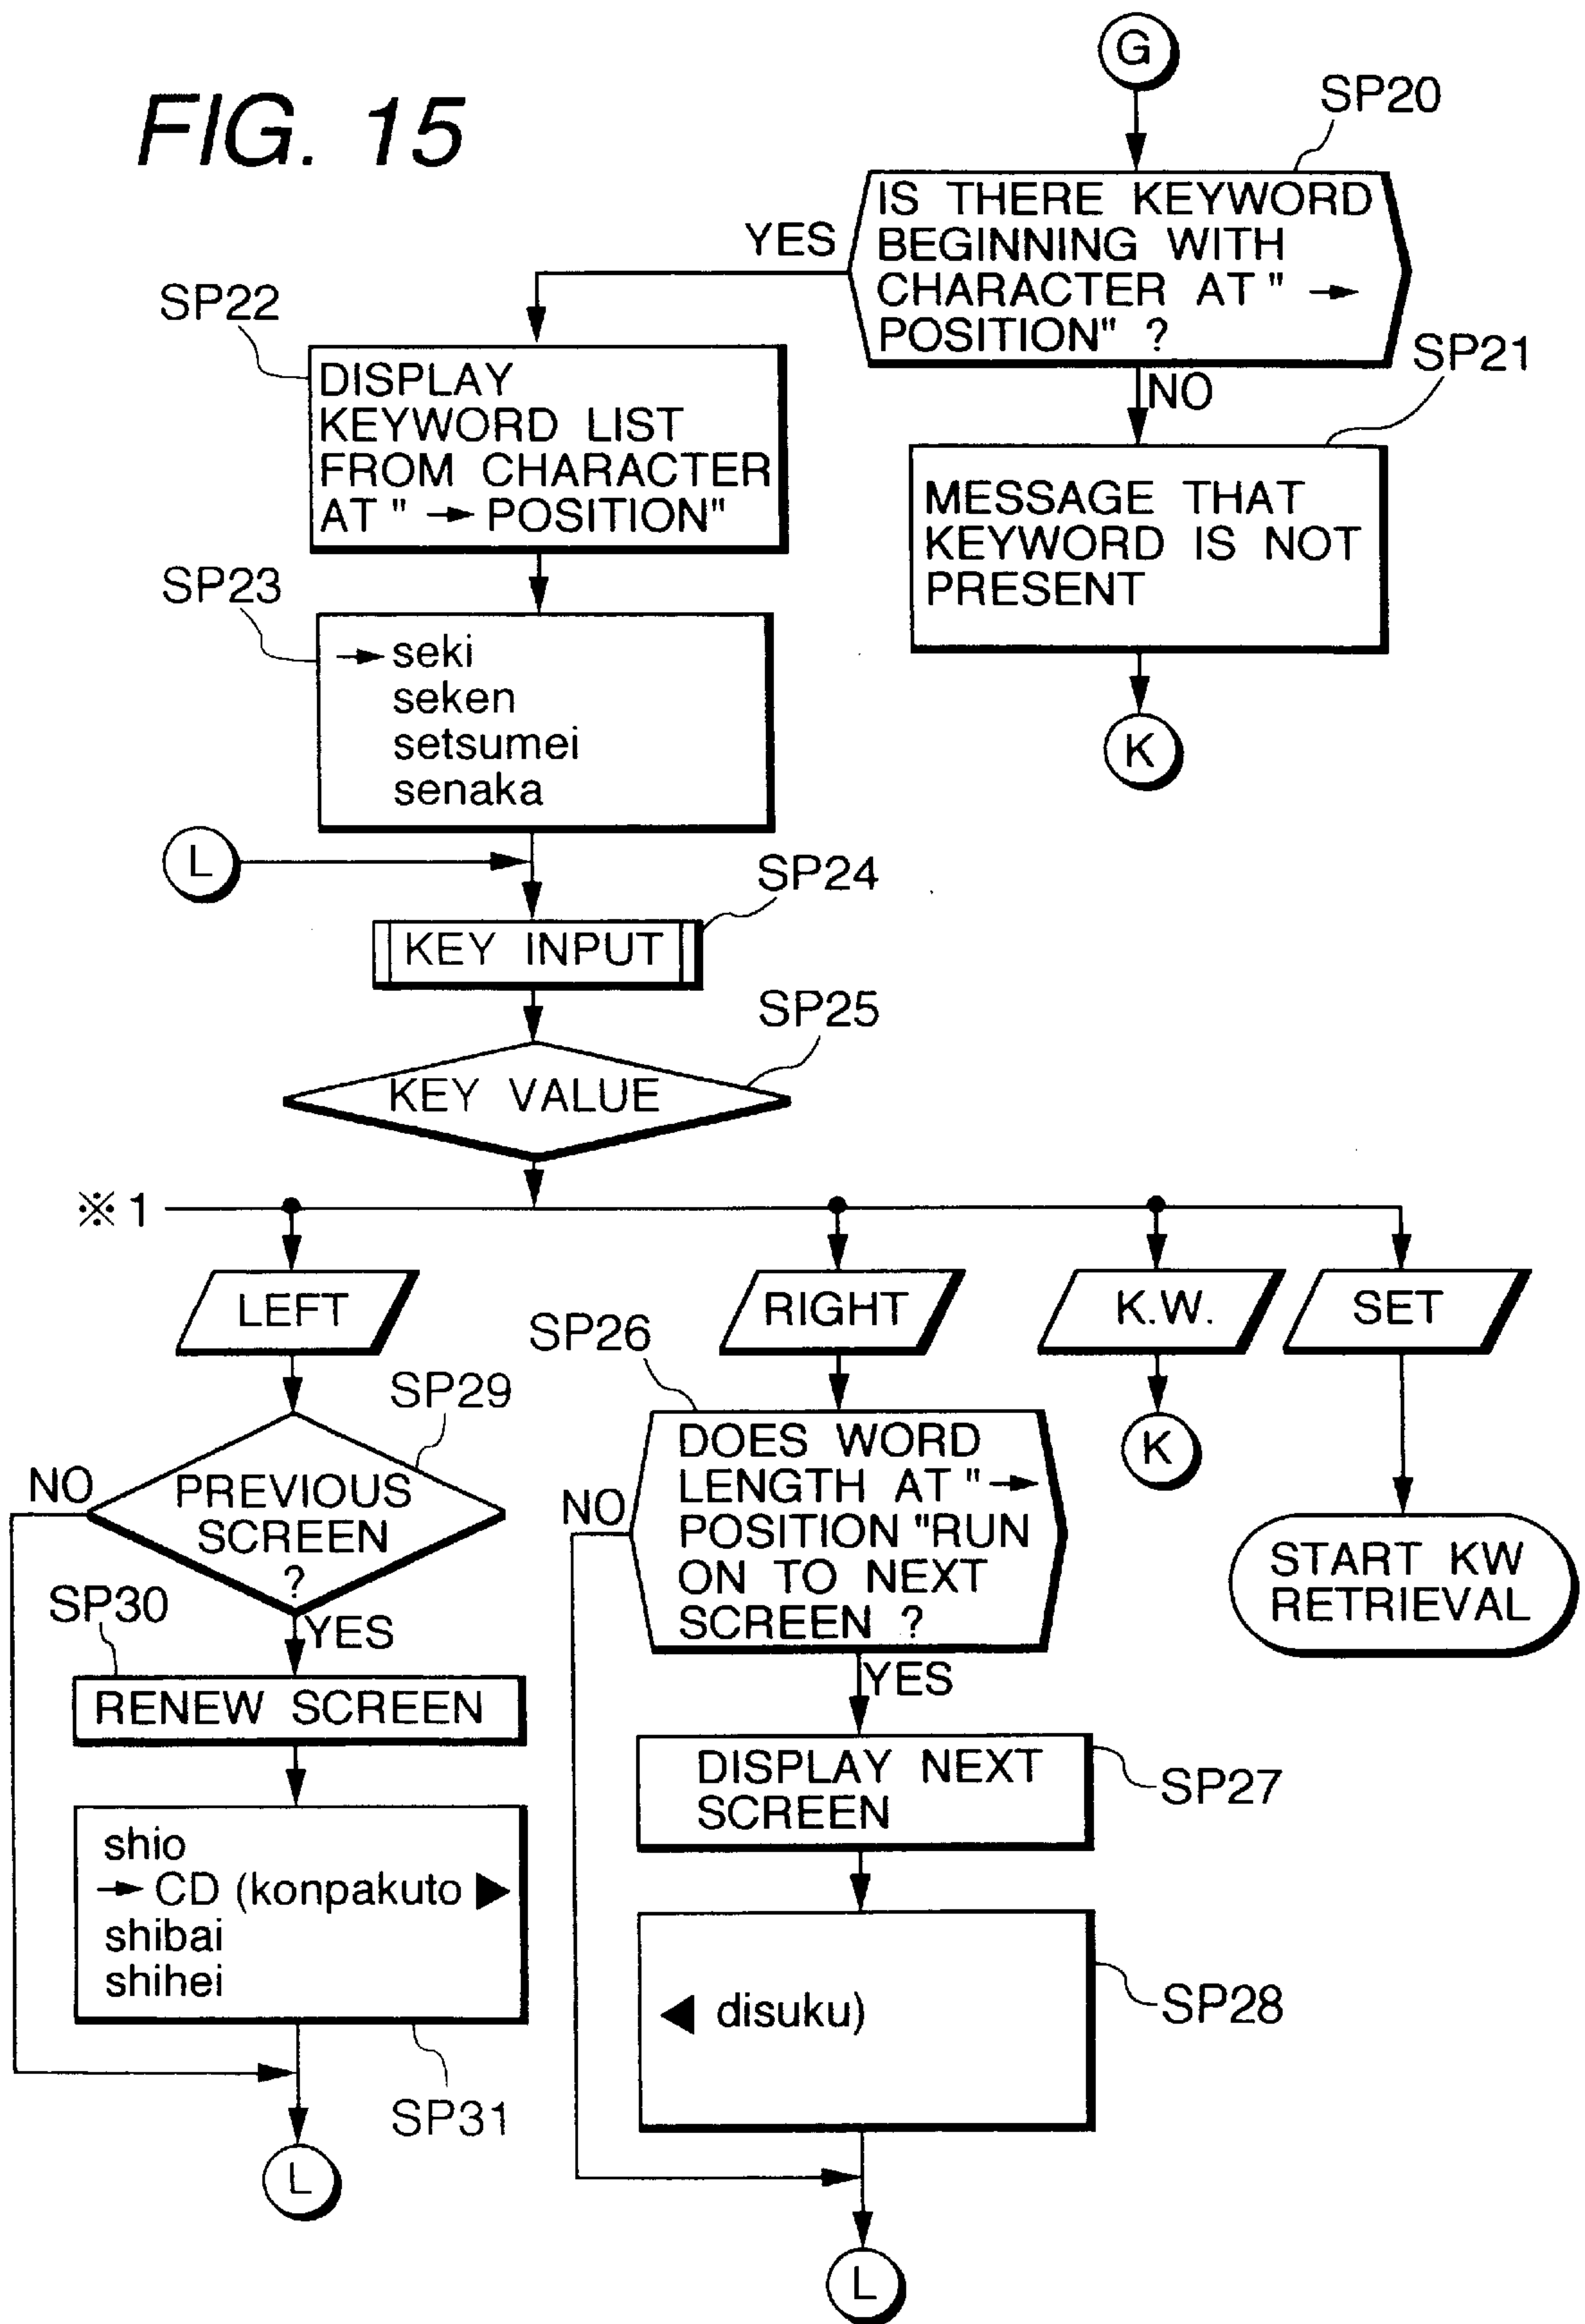 FIG. 15
G
SP20
IS THERE KEYWORD
BEGINNING WITH
CHARACTER AT " →
POSITION" ?
YES
NO
SP21
MESSAGE THAT
KEYWORD IS NOT
PRESENT
K
SP22
DISPLAY
KEYWORD LIST
FROM CHARACTER
AT " → POSITION"
SP23
→ seki
seken
setsumei
senaka
L
SP24
KEY INPUT
SP25
KEY VALUE
※1
LEFT
RIGHT
K.W.
SET
SP29
PREVIOUS
SCREEN
?
NO
YES
SP30
RENEW SCREEN
shio
→ CD (konpakuto ▶
shibai
shihei
SP31
L
SP26
DOES WORD
LENGTH AT " →
POSITION "RUN
ON TO NEXT
SCREEN ?
NO
YES
DISPLAY NEXT
SCREEN
SP27
◀ disuku)
SP28
L
K
START KW
RETRIEVAL